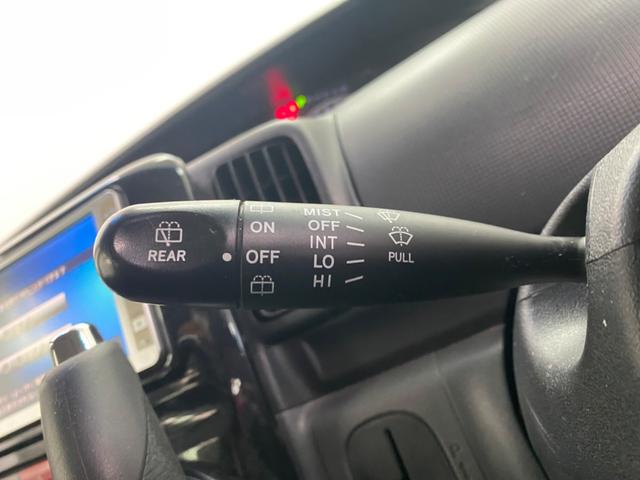 REAR
ON
OFF
MIST
OFF
INT
LO
HI
PULL